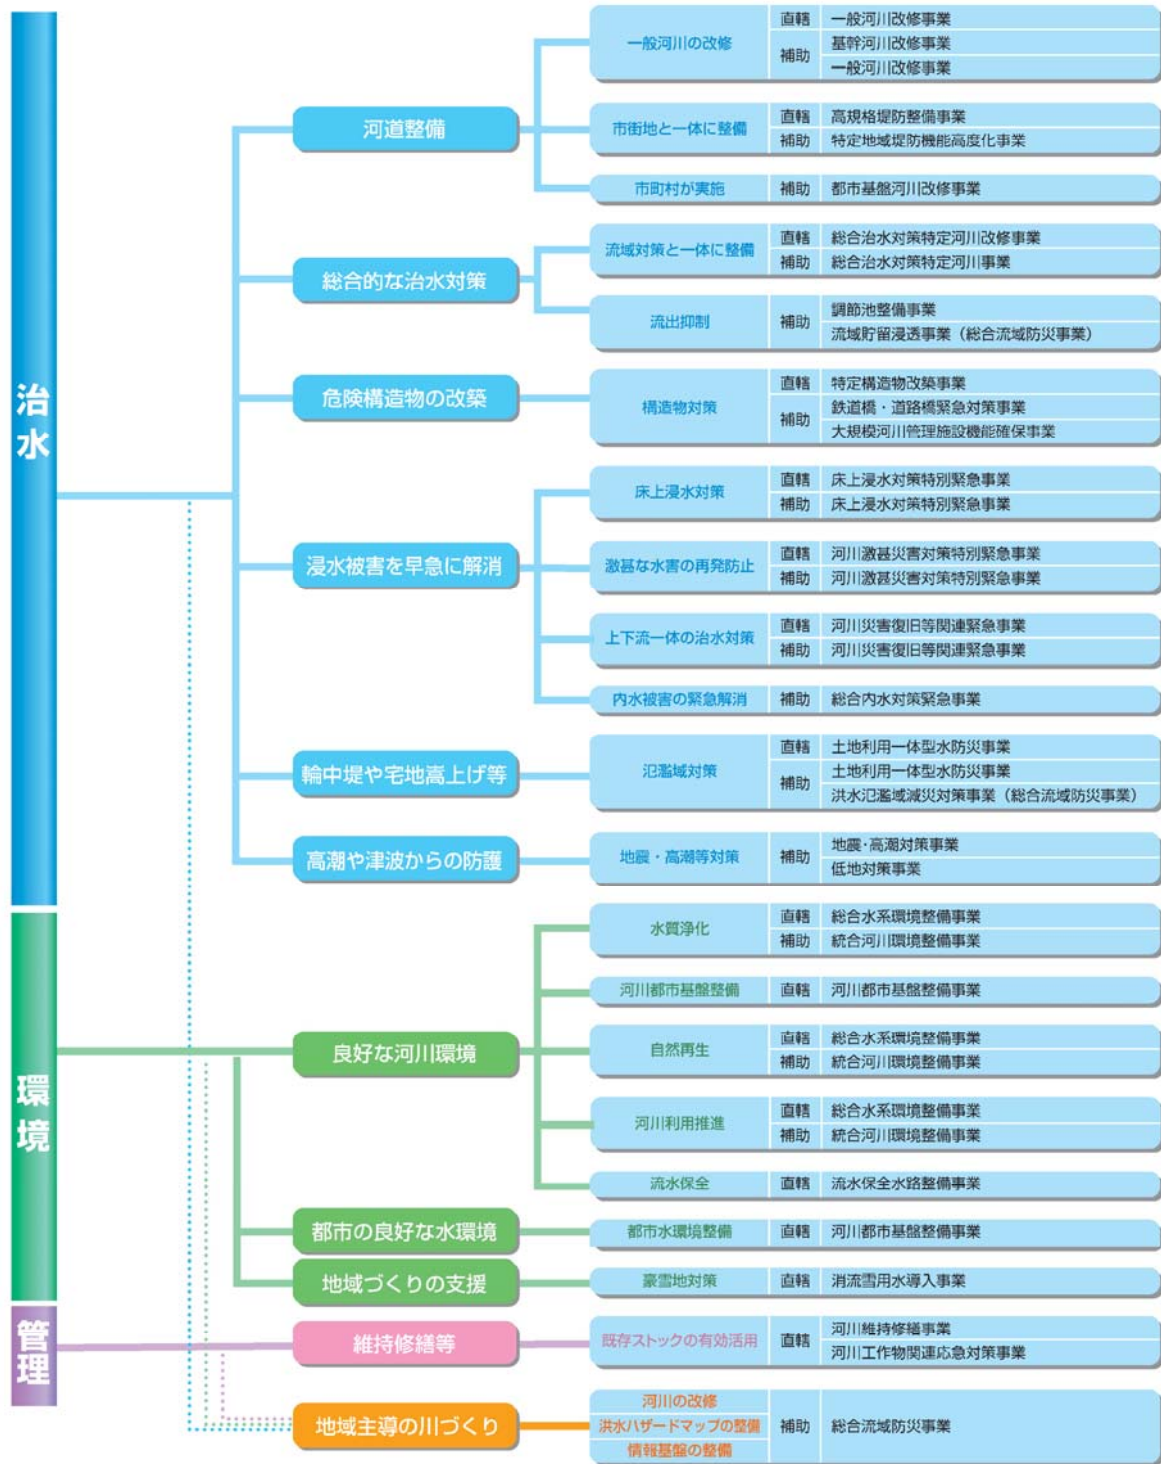 治水
河道整備
一般河川の改修
直轄 一般河川改修事業
補助 基幹河川改修事業
一般河川改修事業
市街地と一体に整備
直轄 高規格堤防整備事業
補助 特定地域堤防機能高度化事業
市町村が実施 補助 都市基盤河川改修事業
総合的な治水対策
流域対策と一体に整備
直轄 総合治水対策特定河川改修事業
補助 総合治水対策特定河川事業
流出抑制 補助
調節池整備事業
流域貯留浸透事業（総合流域防災事業）
危険構造物の改築
構造物対策
直轄 特定構造物改築事業
補助 鉄道橋・道路橋緊急対策事業
大規模河川管理施設機能確保事業
浸水被害を早急に解消
床上浸水対策
直轄 床上浸水対策特別緊急事業
補助 床上浸水対策特別緊急事業
激甚な水害の再発防止
直轄 河川激甚災害対策特別緊急事業
補助 河川激甚災害対策特別緊急事業
上下流一体の治水対策
直轄 河川災害復旧等関連緊急事業
補助 河川災害復旧等関連緊急事業
内水被害の緊急解消 補助 総合内水対策緊急事業
輪中堤や宅地嵩上げ等
氾濫域対策
直轄 土地利用一体型水防災事業
補助 土地利用一体型水防災事業
洪水氾濫域減災対策事業（総合流域防災事業）
高潮や津波からの防護
地震・高潮等対策 補助
地震・高潮対策事業
低地対策事業
環境
良好な河川環境
水質浄化
直轄 総合水系環境整備事業
補助 統合河川環境整備事業
河川都市基盤整備 直轄 河川都市基盤整備事業
自然再生
直轄 総合水系環境整備事業
補助 統合河川環境整備事業
河川利用推進
直轄 総合水系環境整備事業
補助 統合河川環境整備事業
流水保全 直轄 流水保全水路整備事業
都市の良好な水環境
都市水環境整備 直轄 河川都市基盤整備事業
地域づくりの支援
豪雪地対策 直轄 消流雪用水導入事業
管理
維持修繕等
既存ストックの有効活用 直轄
河川維持修繕事業
河川工作物関連応急対策事業
地域主導の川づくり
河川の改修
洪水ハザードマップの整備
情報基盤の整備
補助 総合流域防災事業